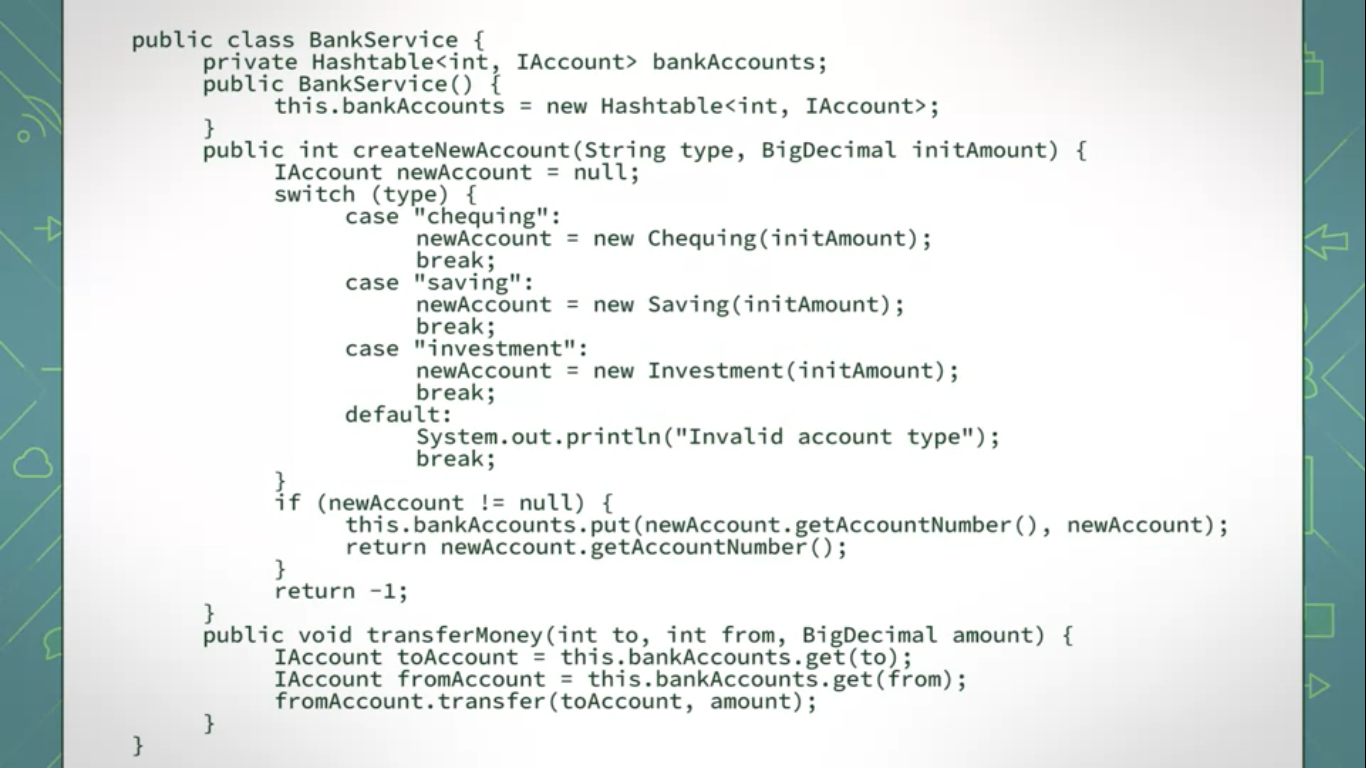 public class BankService {
private Hashtable<int, IAccount> bankAccounts;
public BankService() {
this.bankAccounts = new Hashtable<int, IAccount>;
}
public int createNewAccount(String type, BigDecimal initAmount) {
IAccount newAccount = null;
switch (type) {
case "chequing":
newAccount = new Chequing(initAmount);
break;
case "saving":
newAccount = new Saving(initAmount);
break;
case "investment":
newAccount = new Investment(initAmount);
break;
default:
System.out.println("Invalid account type");
break;
}
if (newAccount != null) {
this.bankAccounts.put(newAccount.getAccountNumber(), newAccount);
return newAccount.getAccountNumber();
}
return -1;
}
public void transferMoney(int to, int from, BigDecimal amount) {
IAccount toAccount = this.bankAccounts.get(to);
IAccount fromAccount = this.bankAccounts.get(from);
fromAccount.transfer(toAccount, amount);
}
}